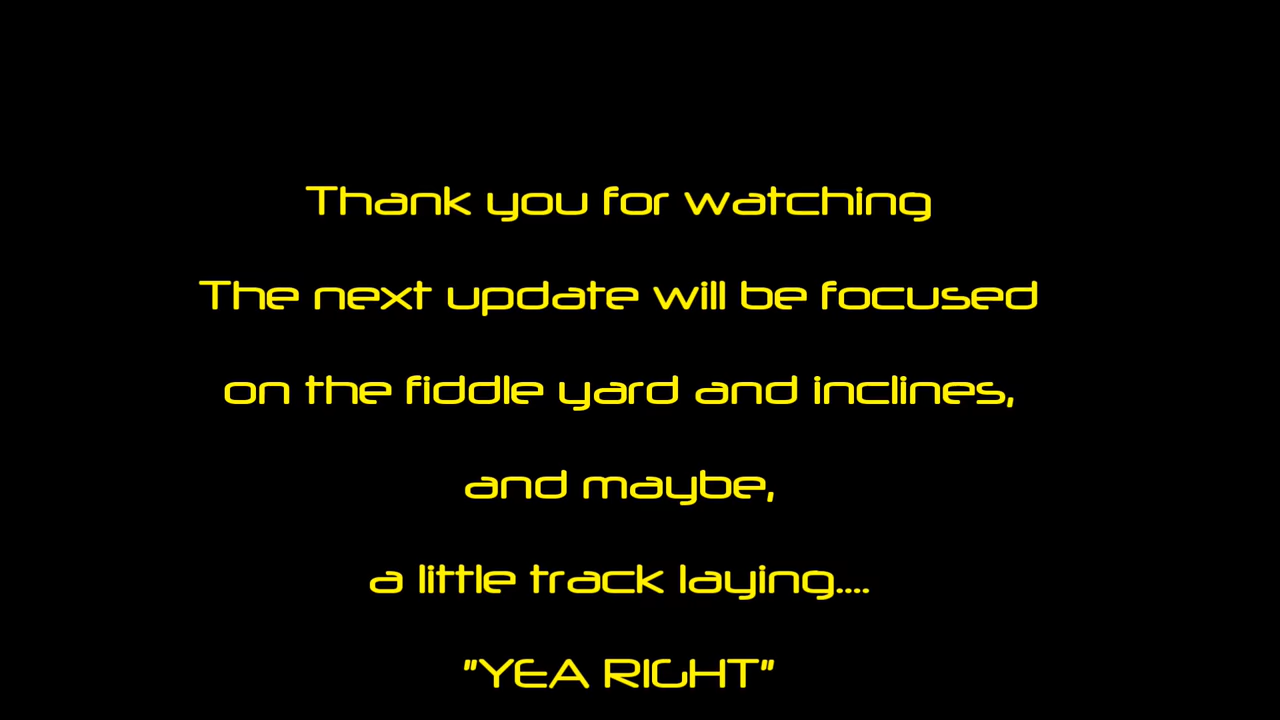 Thank you for watching
The next update will be focused
on the fiddle yard and inclines,
and maybe,
a little track laying....
"YEA RIGHT"